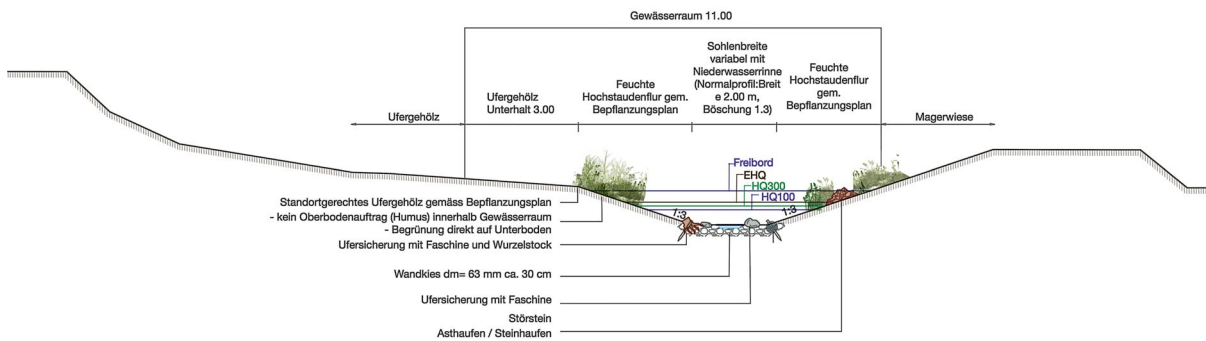 Gewässerraum 11.00
Ufergehölz
Ufergehölz
Unterhalt 3.00
Feuchte
Hochstaudenflur gem.
Bepflanzungsplan
Sohlenbreite
variabel mit
Niederwasserrinne
(Normalprofil:Breit
e 2.00 m,
Böschung 1.3)
Feuchte
Hochstaudenflur
gem.
Bepflanzungsplan
Magerwiese
Freibord
EHQ
HQ300
HQ100
1:3
1:3
Standortgerechtes Ufergehölz gemäss Bepflanzungsplan
- kein Oberbodenauftrag (Humus) innerhalb Gewässerraum
- Begrünung direkt auf Unterboden
Ufersicherung mit Faschine und Wurzelstock
Wandkies dm= 63 mm ca. 30 cm
Ufersicherung mit Faschine
Störstein
Asthaufen / Steinhaufen